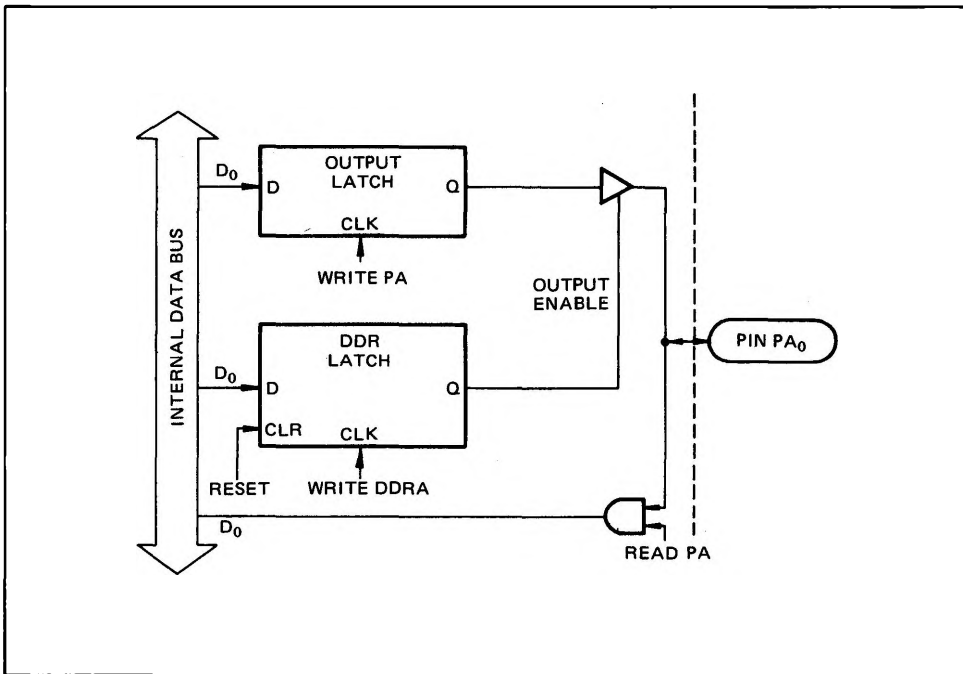 OUTPUT
LATCH
D₀
D
Q
CLK
WRITE PA
OUTPUT
ENABLE
INTERNAL DATA BUS
DDR
LATCH
D₀
D
Q
CLR
CLK
PIN PA₀
RESET
WRITE DDRA
D₀
READ PA